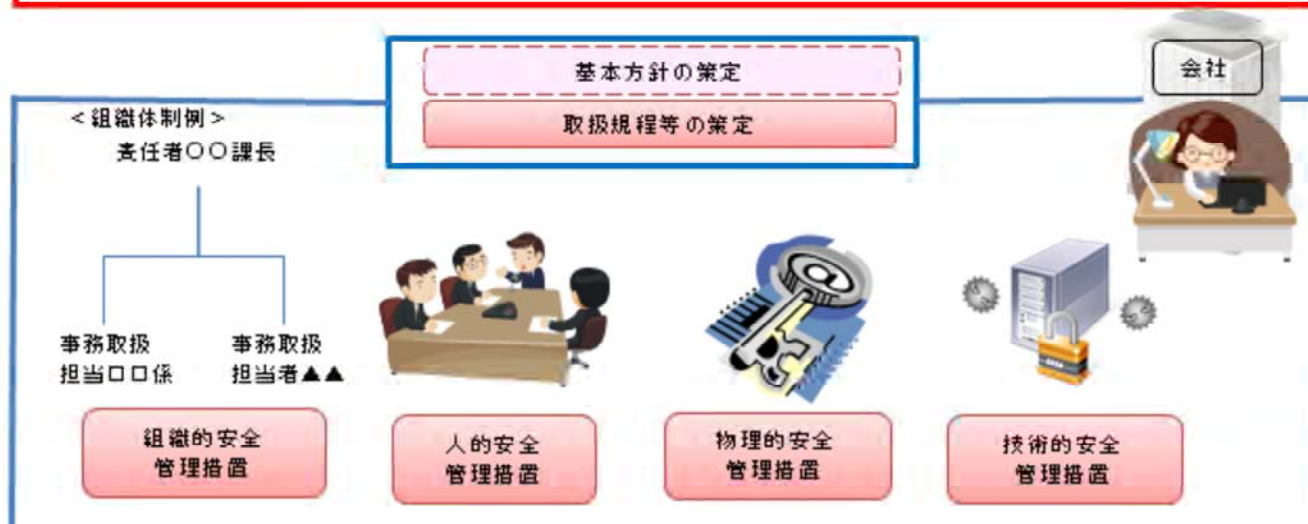 基本方針の策定
取扱規程等の策定
会社
＜組織体制例＞
責任者○○課長
事務取扱
担当口口係
事務取扱
担当者▲▲
組織的安全
管理措置
人的安全
管理措置
物理的安全
管理措置
技術的安全
管理措置